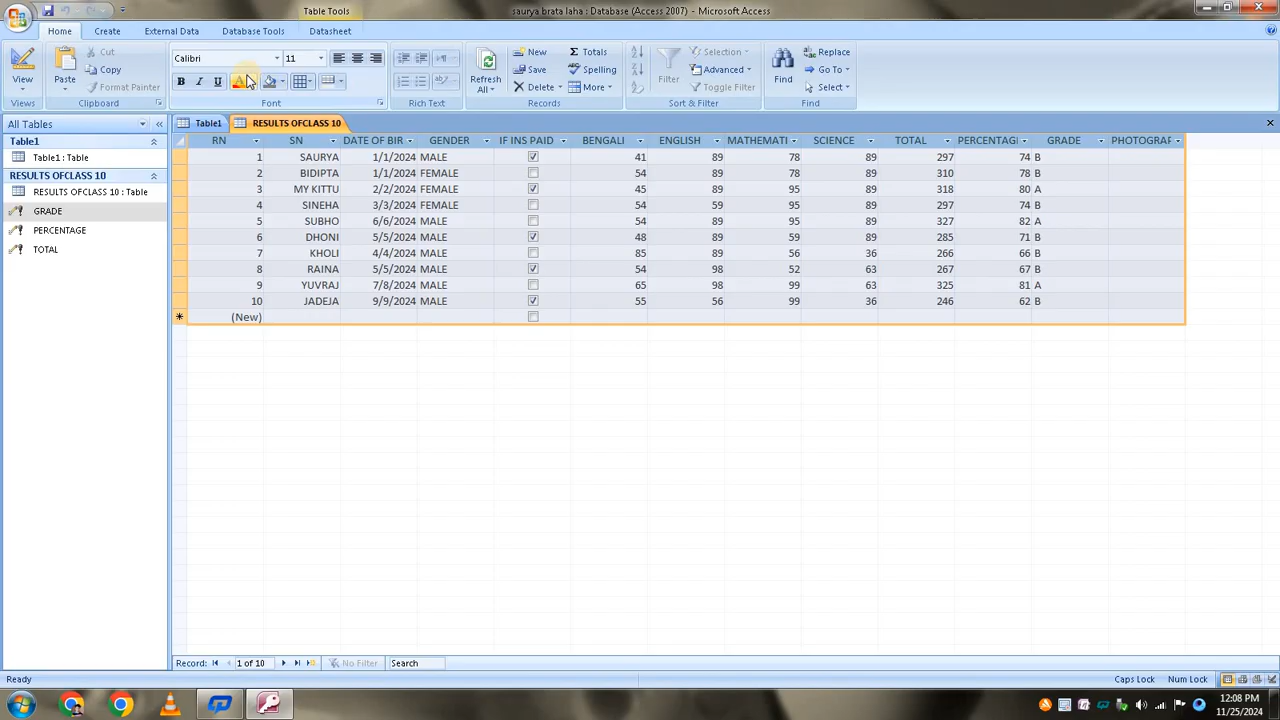 Table Tools
saurya brata laha : Database (Access 2007) - Microsoft Access
Home Create External Data Database Tools Datasheet
View
Views
Paste
Cut
Copy
Format Painter
Clipboard
Calibri 11
B I U A
Font
Rich Text
Refresh All
New
Save
Delete
Totals
Spelling
More
Records
Filter
Selection
Advanced
Toggle Filter
Sort & Filter
Find
Replace
Go To
Select
Find
All Tables
Table1
Table1 : Table
RESULTS OFCLASS 10
RESULTS OFCLASS 10 : Table
GRADE
PERCENTAGE
TOTAL
Table1 RESULTS OFCLASS 10
RN SN DATE OF BIR GENDER IF INS PAID BENGALI ENGLISH MATHEMATI SCIENCE TOTAL PERCENTAG GRADE PHOTOGRAP
1 SAURYA 1/1/2024 MALE 41 89 78 89 297 74 B
2 BIDIPTA 1/1/2024 FEMALE 54 89 78 89 310 78 B
3 MY KITTU 2/2/2024 MALE 45 89 95 89 318 80 A
4 SINEHA 3/3/2024 FEMALE 54 59 95 89 297 74 B
5 SUBHO 6/6/2024 MALE 54 89 95 89 327 82 A
6 DHONI 5/5/2024 MALE 48 89 59 89 285 71 B
7 KHOLI 4/4/2024 MALE 85 89 56 36 266 66 B
8 RAINA 5/5/2024 MALE 54 98 52 63 267 67 B
9 YUVRAJ 7/8/2024 MALE 65 98 99 63 325 81 A
10 JADEJA 9/9/2024 MALE 55 56 99 36 246 62 B
(New)
Record: 1 of 10 No Filter Search
Ready
Caps Lock Num Lock
12:08 PM
11/25/2024